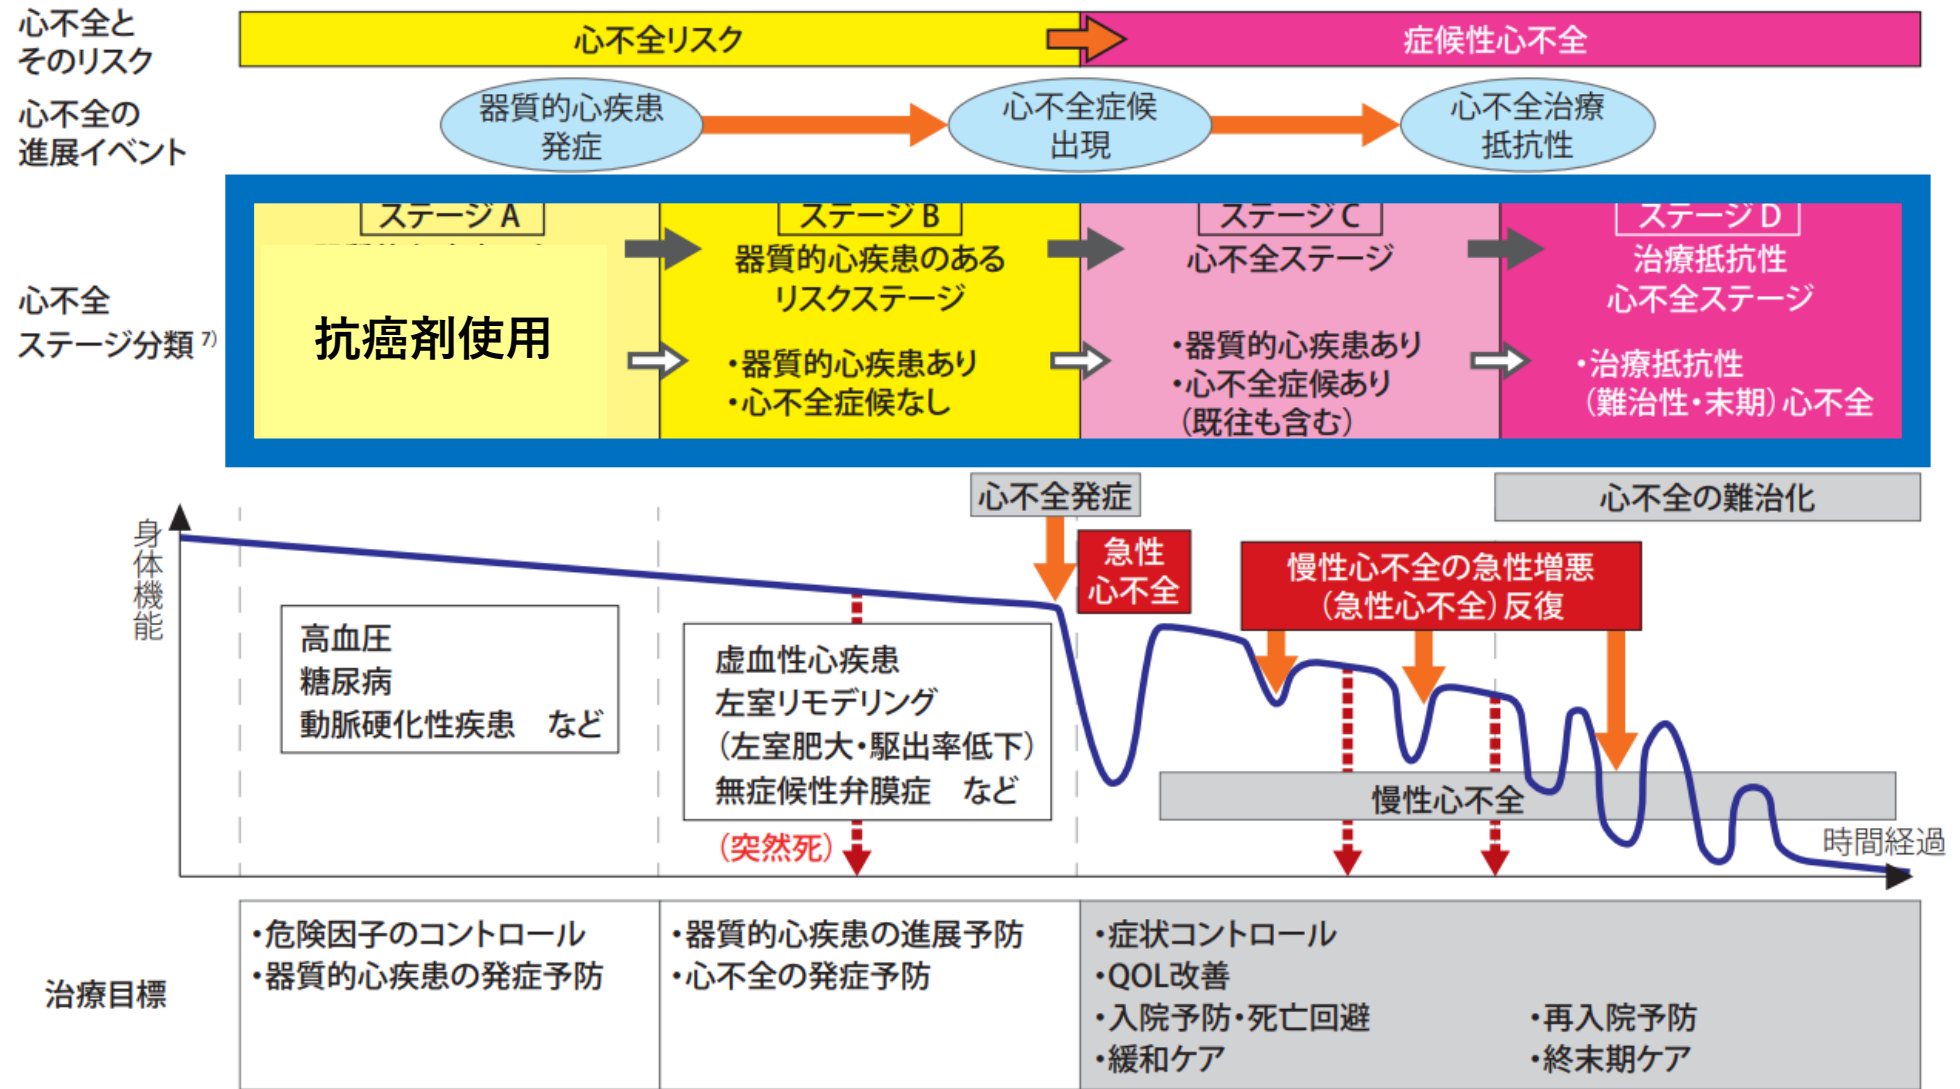 心不全と
そのリスク
心不全リスク
症候性心不全
心不全の
進展イベント
器質的心疾患
発症
心不全症候
出現
心不全治療
抵抗性
心不全
ステージ分類 7)
ステージ A
抗癌剤使用
ステージ B
器質的心疾患のある
リスクステージ
・器質的心疾患あり
・心不全症候なし
ステージ C
心不全ステージ
・器質的心疾患あり
・心不全症候あり
(既往も含む)
ステージ D
治療抵抗性
心不全ステージ
・治療抵抗性
(難治性・末期)心不全
心不全発症
心不全の難治化
身体機能
急性
心不全
慢性心不全の急性増悪
(急性心不全)反復
高血圧
糖尿病
動脈硬化性疾患 など
虚血性心疾患
左室リモデリング
(左室肥大・駆出率低下)
無症候性弁膜症 など
(突然死)
慢性心不全
時間経過
治療目標
・危険因子のコントロール
・器質的心疾患の発症予防
・器質的心疾患の進展予防
・心不全の発症予防
・症状コントロール
・QOL改善
・入院予防・死亡回避
・緩和ケア
・再入院予防
・終末期ケア